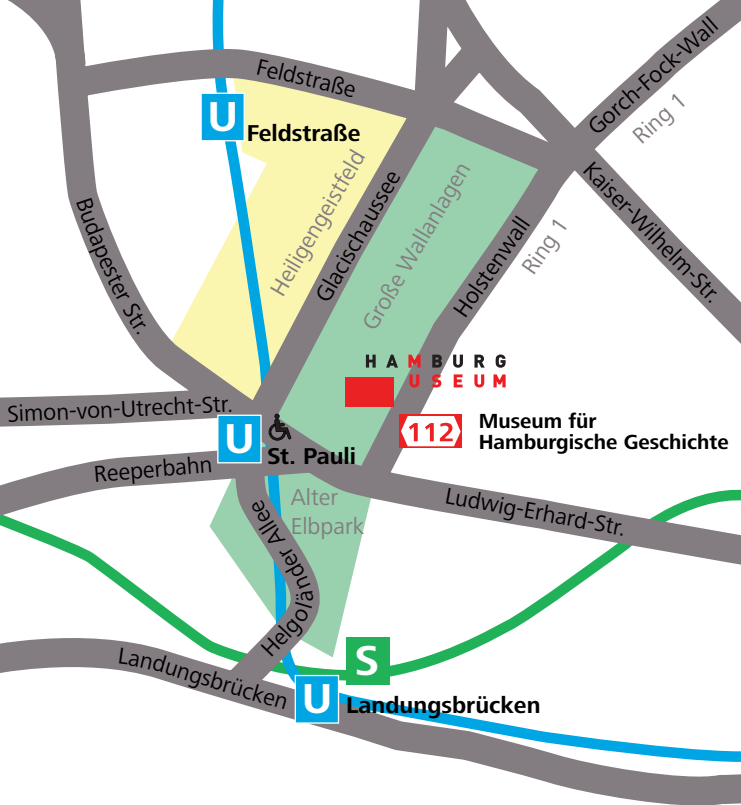 Feldstraße
Gorch-Fock-Wall
Ring 1
U
Feldstraße
Heiligengeistfeld
Glacischaussee
Große Wallanlagen
Kaiser-Wilhelm-Str.
Budapester Str.
Holstenwall
Ring 1
HAMBURG
USEUM
Simon-von-Utrecht-Str.
112
Museum für
Hamburgische Geschichte
U
St. Pauli
Reeperbahn
Alter
Elbpark
Ludwig-Erhard-Str.
Helgoländer Allee
S
Landungsbrücken
U
Landungsbrücken